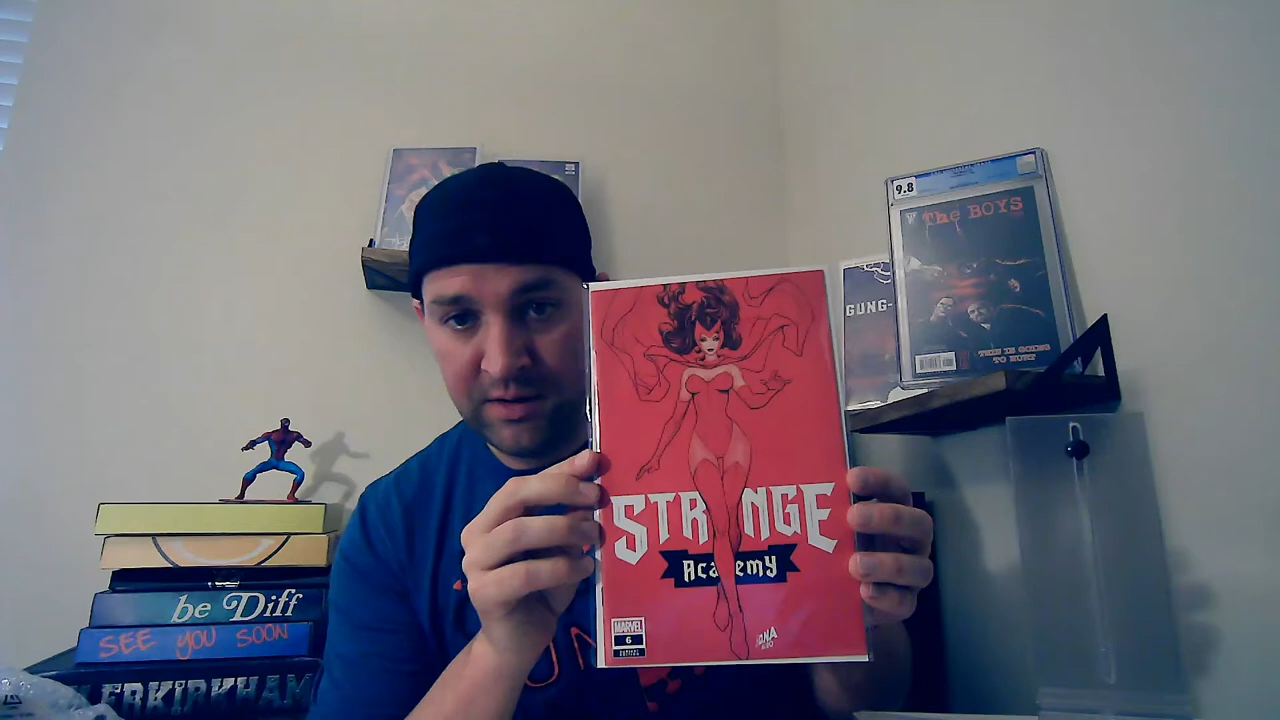 9.8
The BOYS
THIS IS GOING
TO HURT
GUNG-
STRANGE
Academy
MARVEL
6
be Diff
SEE YOU SOON
LERKIRKHAM